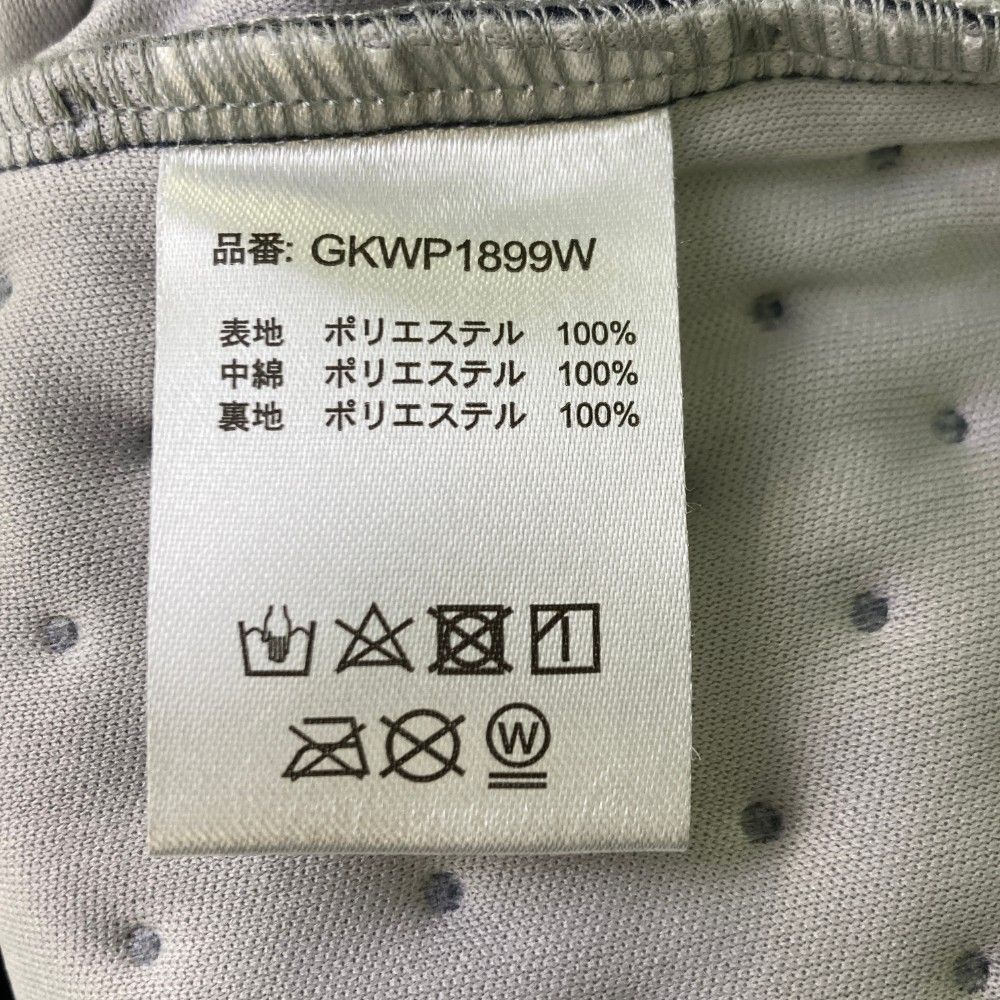 品番: GKWP1899W
表地 ポリエステル 100%
中綿 ポリエステル 100%
裏地 ポリエステル 100%
W